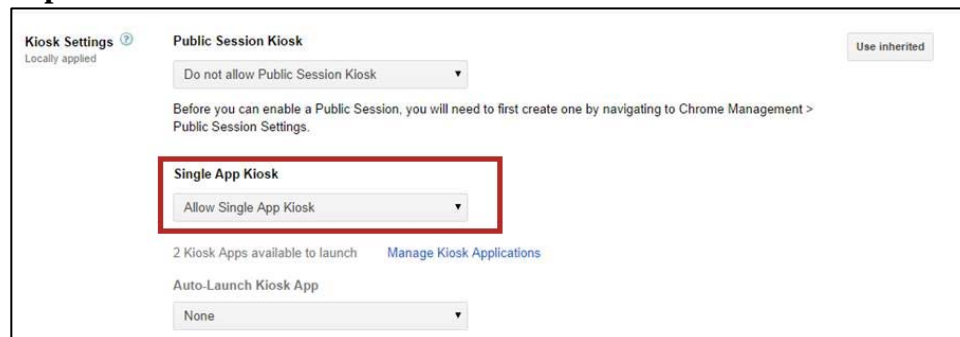 Kiosk Settings
Locally applied
Public Session Kiosk
Use inherited
Do not allow Public Session Kiosk
Before you can enable a Public Session, you will need to first create one by navigating to Chrome Management >
Public Session Settings.
Single App Kiosk
Allow Single App Kiosk
2 Kiosk Apps available to launch Manage Kiosk Applications
Auto-Launch Kiosk App
None